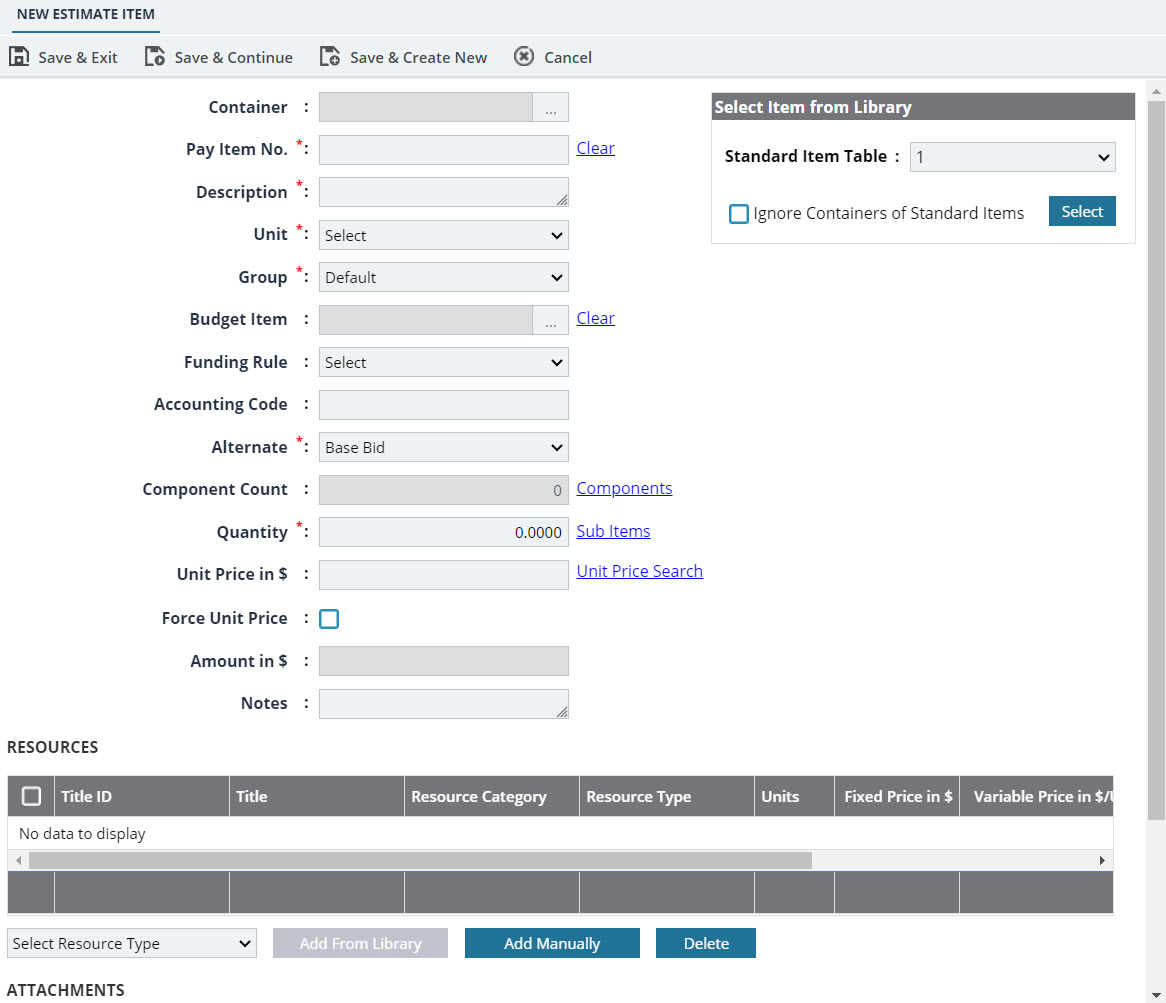 NEW ESTIMATE ITEM
Save & Exit Save & Continue Save & Create New Cancel
Container : ...
Pay Item No. *: Clear
Description *:
Unit *: Select
Group *: Default
Budget Item : ... Clear
Funding Rule : Select
Accounting Code :
Alternate *: Base Bid
Component Count : 0 Components
Quantity *: 0.0000 Sub Items
Unit Price in $ : Unit Price Search
Force Unit Price :
Amount in $ :
Notes :
Select Item from Library
Standard Item Table : 1
Ignore Containers of Standard Items Select
RESOURCES
Title ID Title Resource Category Resource Type Units Fixed Price in $ Variable Price in $/
No data to display
Select Resource Type Add From Library Add Manually Delete
ATTACHMENTS